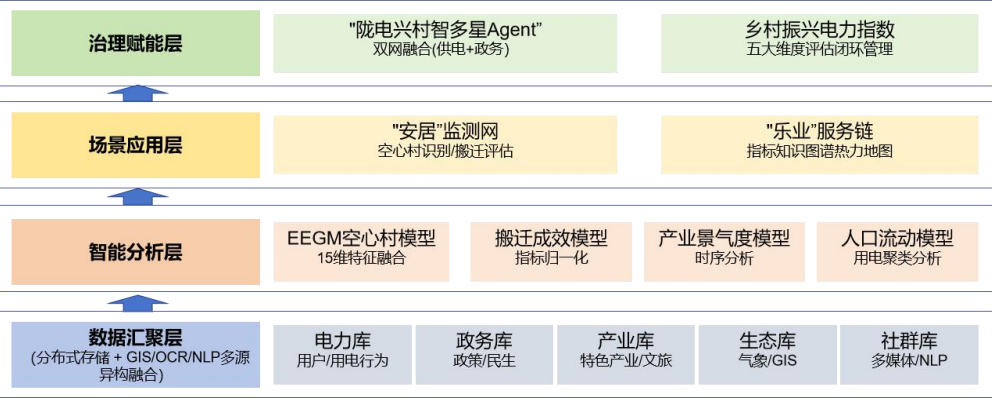 治理赋能层
"陇电兴村智多星Agent”
双网融合(供电+政务)
乡村振兴电力指数
五大维度评估闭环管理
场景应用层
"安居”监测网
空心村识别/搬迁评估
"乐业”服务链
指标知识图谱热力地图
智能分析层
EEGM空心村模型
15维特征融合
搬迁成效模型
指标归一化
产业景气度模型
时序分析
人口流动模型
用电聚类分析
数据汇聚层
(分布式存储 + GIS/OCR/NLP多源
异构融合)
电力库
用户/用电行为
政务库
政策/民生
产业库
特色产业/文旅
生态库
气象/GIS
社群库
多媒体/NLP